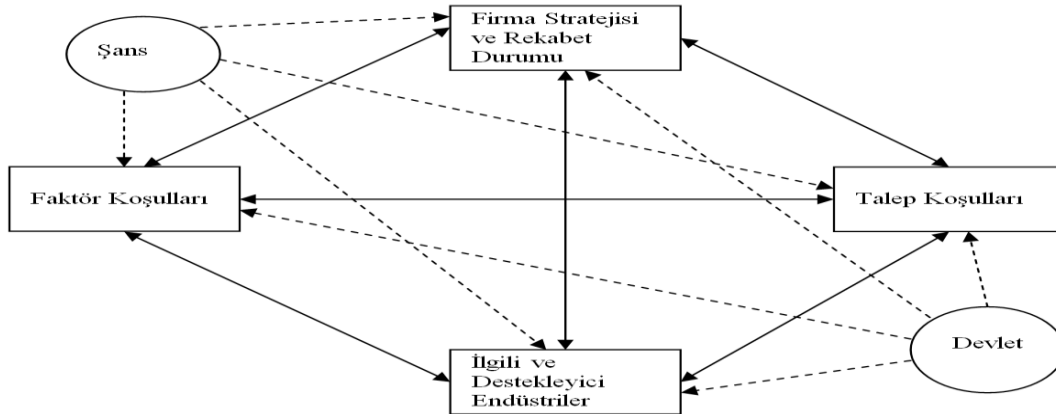 Şans
Firma Stratejisi
ve Rekabet
Durumu
Faktör Koşulları
Talep Koşulları
İlgili ve
Destekleyici
Endüstriler
Devlet